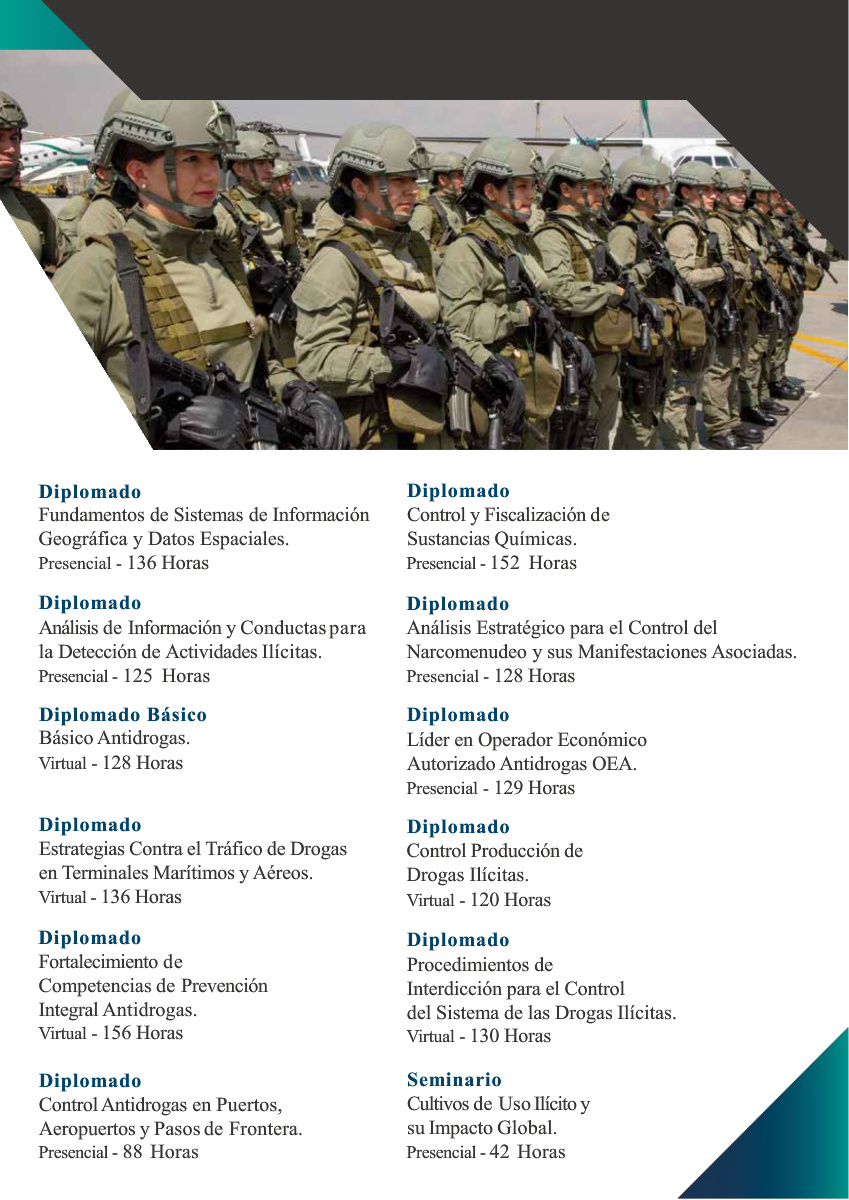 Diplomado
Fundamentos de Sistemas de Información
Geográfica y Datos Espaciales.
Presencial - 136 Horas
Diplomado
Análisis de Información y Conductas para
la Detección de Actividades Ilícitas.
Presencial - 125 Horas
Diplomado Básico
Básico Antidrogas.
Virtual - 128 Horas
Diplomado
Estrategias Contra el Tráfico de Drogas
en Terminales Marítimos y Aéreos.
Virtual - 136 Horas
Diplomado
Fortalecimiento de
Competencias de Prevención
Integral Antidrogas.
Virtual - 156 Horas
Diplomado
Control Antidrogas en Puertos,
Aeropuertos y Pasos de Frontera.
Presencial - 88 Horas
Diplomado
Control y Fiscalización de
Sustancias Químicas.
Presencial - 152 Horas
Diplomado
Análisis Estratégico para el Control del
Narcomenudeo y sus Manifestaciones Asociadas.
Presencial - 128 Horas
Diplomado
Líder en Operador Económico
Autorizado Antidrogas OEA.
Presencial - 129 Horas
Diplomado
Control Producción de
Drogas Ilícitas.
Virtual - 120 Horas
Diplomado
Procedimientos de
Interdicción para el Control
del Sistema de las Drogas Ilícitas.
Virtual - 130 Horas
Seminario
Cultivos de Uso Ilícito y
su Impacto Global.
Presencial - 42 Horas